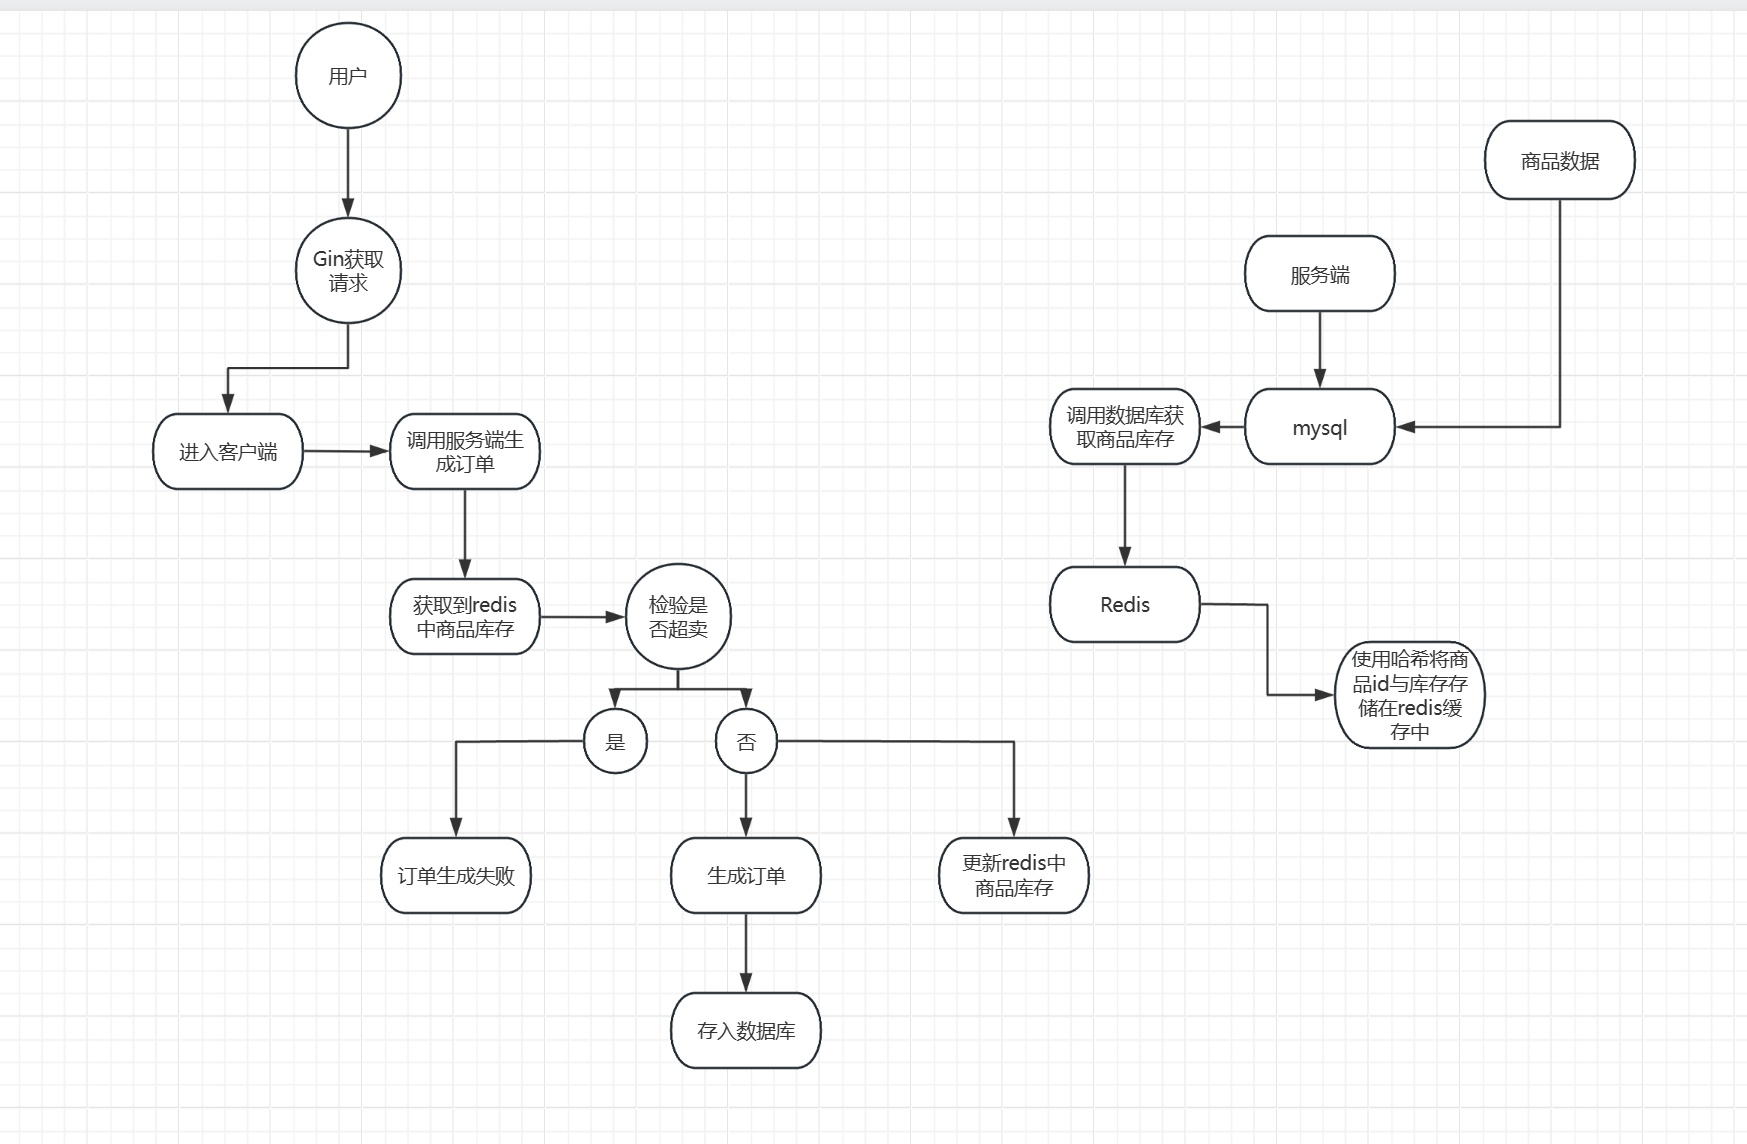 用户
Gin获取
请求
进入客户端
调用服务端生
成订单
获取到redis
中商品库存
检验是
否超卖
是
否
订单生成失败
生成订单
更新redis中
商品库存
存入数据库
商品数据
服务端
mysql
调用数据库获
取商品库存
Redis
使用哈希将商
品id与库存存
储在redis缓
存中